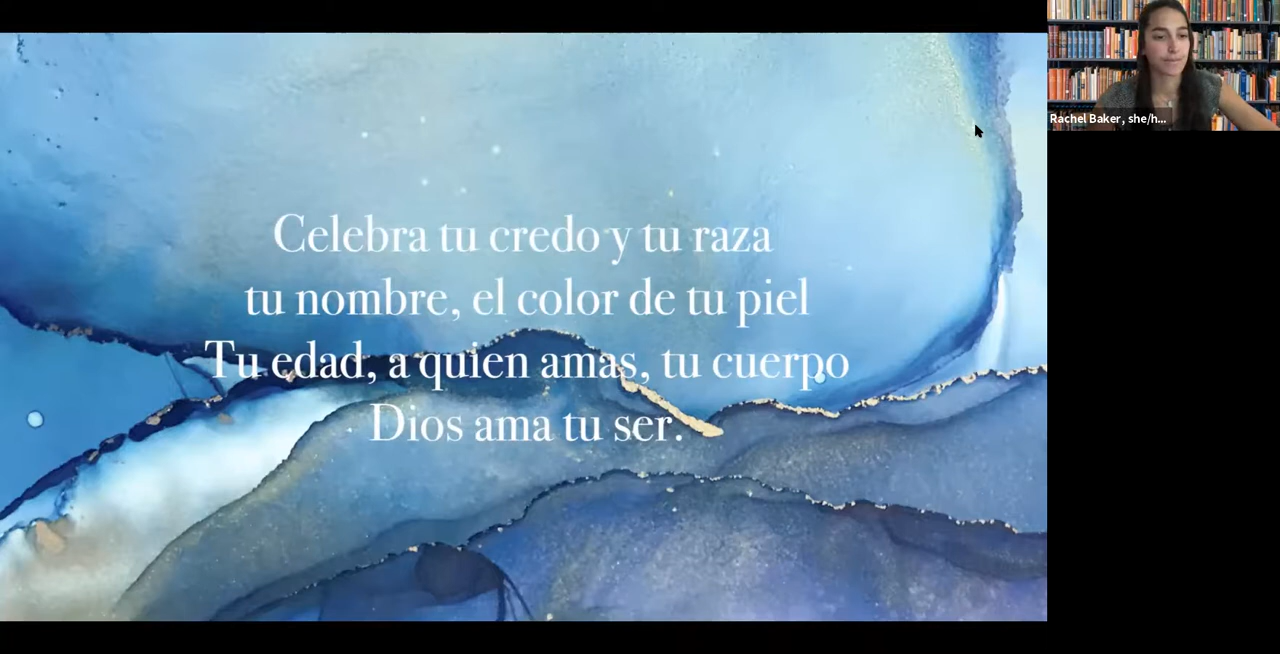 Celebra tu credo y tu raza
tu nombre, el color de tu piel
Tu edad, a quien amas, tu cuerpo
Dios ama tu ser.
Rachel Baker, she/h...